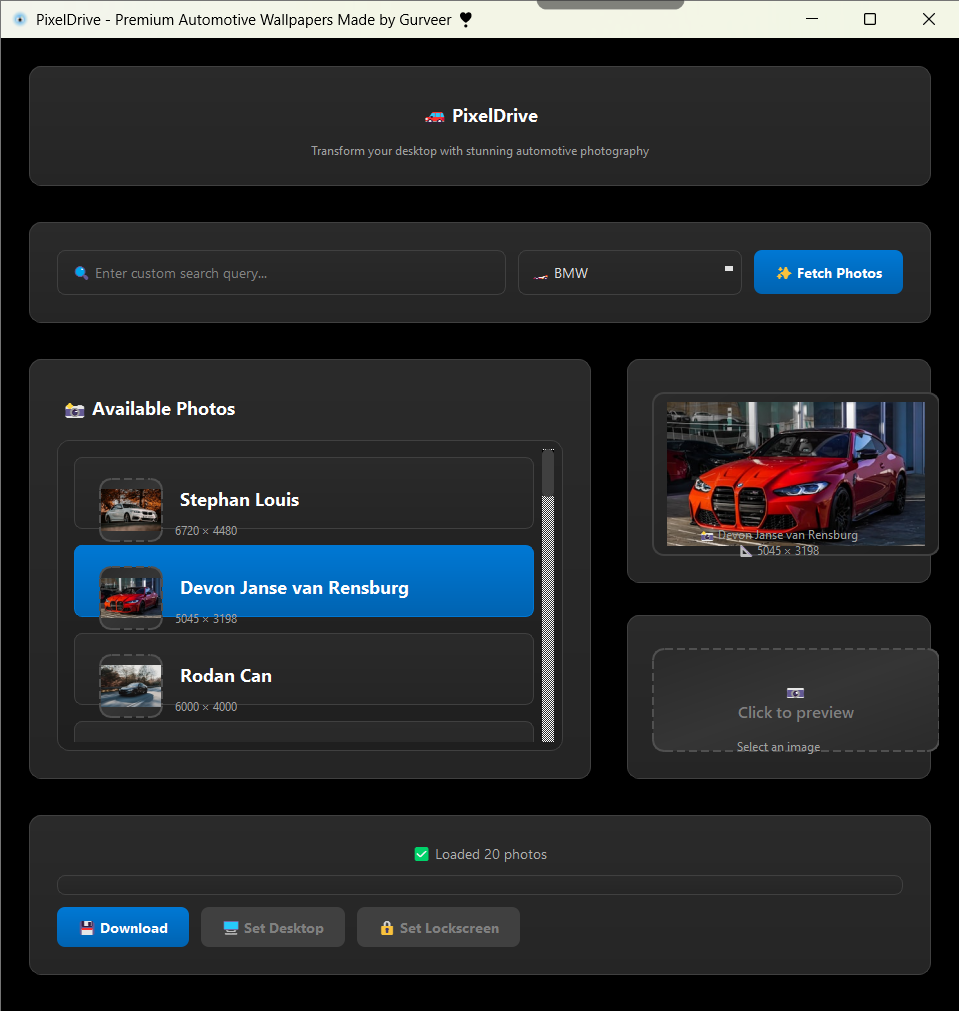 PixelDrive - Premium Automotive Wallpapers Made by Gurveer ❣
🚗 PixelDrive
Transform your desktop with stunning automotive photography
🔍 Enter custom search query...
🏎️ BMW
✨ Fetch Photos
📸 Available Photos
Stephan Louis
6720 × 4480
Devon Janse van Rensburg
5045 × 3198
Rodan Can
6000 × 4000
📸 Devon Janse van Rensburg
📐 5045 × 3198
📷
Click to preview
Select an image
✅ Loaded 20 photos
💾 Download
🖥️ Set Desktop
🔒 Set Lockscreen